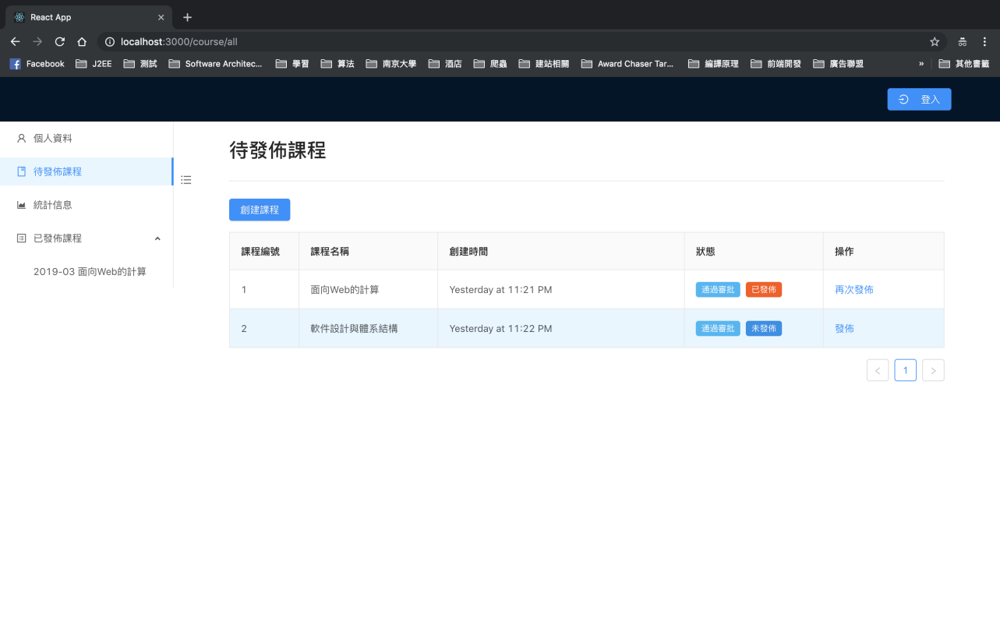 React App
localhost:3000/course/all
Facebook J2EE 測試 Software Architec... 學習 算法 南京大學 酒店 爬蟲 建站相關 Award Chaser Tar... 編譯原理 前端開發 廣告聯盟 » 其他書籤
登入
個人資料
待發佈課程
統計信息
已發佈課程
2019-03 面向Web的計算
待發佈課程
創建課程
課程編號 課程名稱 創建時間 狀態 操作
1 面向Web的計算 Yesterday at 11:21 PM 通過審批 已發佈 再次發佈
2 軟件設計與體系結構 Yesterday at 11:22 PM 通過審批 未發佈 發佈
< 1 >